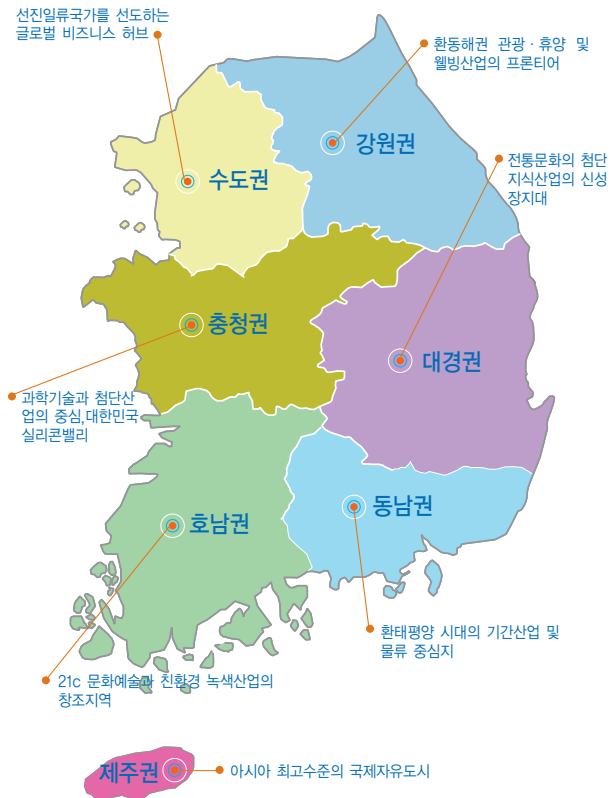 선진일류국가를 선도하는
글로벌 비즈니스 허브
환동해권 관광·휴양 및
웰빙산업의 프론티어
강원권
전통문화의 첨단
지식산업의 신성
장지대
수도권
충청권
대경권
과학기술과 첨단산
업의 중심,대한민국
실리콘밸리
호남권
동남권
환태평양 시대의 기간산업 및
물류 중심지
21c 문화예술과 친환경 녹색산업의
창조지역
제주권
아시아 최고수준의 국제자유도시